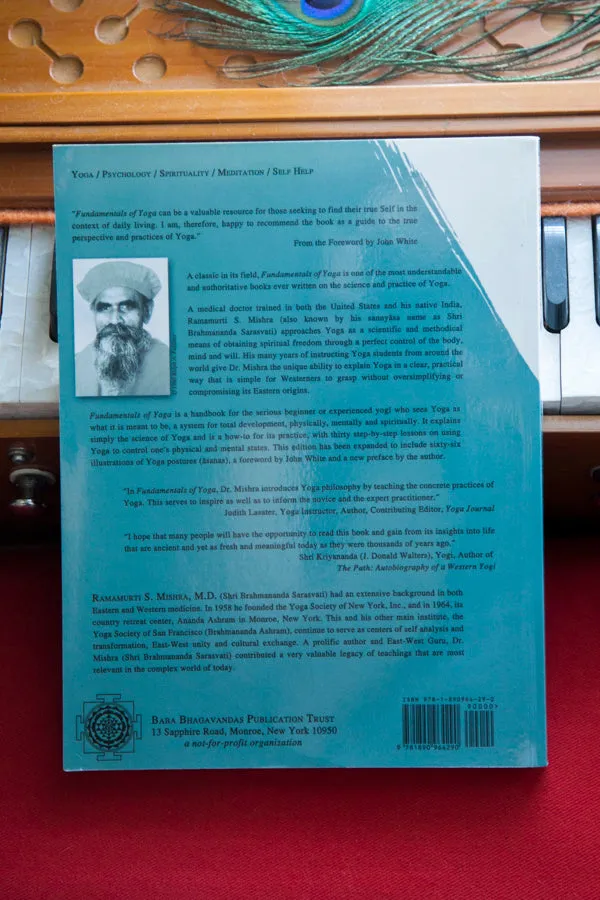 YOGA / PSYCHOLOGY / SPIRITUALITY / MEDITATION / SELF HELP
"Fundamentals of Yoga can be a valuable resource for those seeking to find their true Self in the
context of daily living. I am, therefore, happy to recommend the book as a guide to the true
perspective and practices of Yoga."
From the Foreword by John White
A classic in its field, Fundamentals of Yoga is one of the most understandable
and authoritative books ever written on the science and practice of Yoga.
A medical doctor trained in both the United States and his native India,
Ramamurti S. Mishra (also known by his sannyāsa name as Shri
Brahmananda Sarasvati) approaches Yoga as a scientific and methodical
means of obtaining spiritual freedom through a perfect control of the body,
mind and will. His many years of instructing Yoga students from around the
world give Dr. Mishra the unique ability to explain Yoga in a clear, practical
way that is simple for Westerners to grasp without oversimplifying or
compromising its Eastern origins.
Fundamentals of Yoga is a handbook for the serious beginner or experienced yogī who sees Yoga as
what it is meant to be, a system for total development, physically, mentally and spiritually. It explains
simply the science of Yoga and is a how-to for its practice, with thirty step-by-step lessons on using
Yoga to control one's physical and mental states. This edition has been expanded to include sixty-six
illustrations of Yoga postures (āsanas), a foreword by John White and a new preface by the author.
"In Fundamentals of Yoga, Dr. Mishra introduces Yoga philosophy by teaching the concrete practices of
Yoga. This serves to inspire as well as to inform the novice and the expert practitioner."
Judith Lasater, Yoga Instructor, Author, Contributing Editor, Yoga Journal
"I hope that many people will have the opportunity to read this book and gain from its insights into life
that are ancient and yet as fresh and meaningful today as they were thousands of years ago."
Shri Kriyananda (J. Donald Walters), Yogi, Author of
The Path: Autobiography of a Western Yogi
RAMAMURTI S. MISHRA, M.D. (Shri Brahmananda Sarasvati) had an extensive background in both
Eastern and Western medicine. In 1958 he founded the Yoga Society of New York, Inc., and in 1964, its
country retreat center, Ananda Ashram in Monroe, New York. This and his other main institute, the
Yoga Society of San Francisco (Brahmananda Ashram), continue to serve as centers of self analysis and
transformation, East-West unity and cultural exchange. A prolific author and East-West Guru, Dr.
Mishra (Shri Brahmananda Sarasvati) contributed a very valuable legacy of teachings that are most
relevant in the complex world of today.
BABA BHAGAVANDAS PUBLICATION TRUST
13 Sapphire Road, Monroe, New York 10950
a not-for-profit organization
ISBN 978-1-890964-29-0
90000>
9 781890 964290